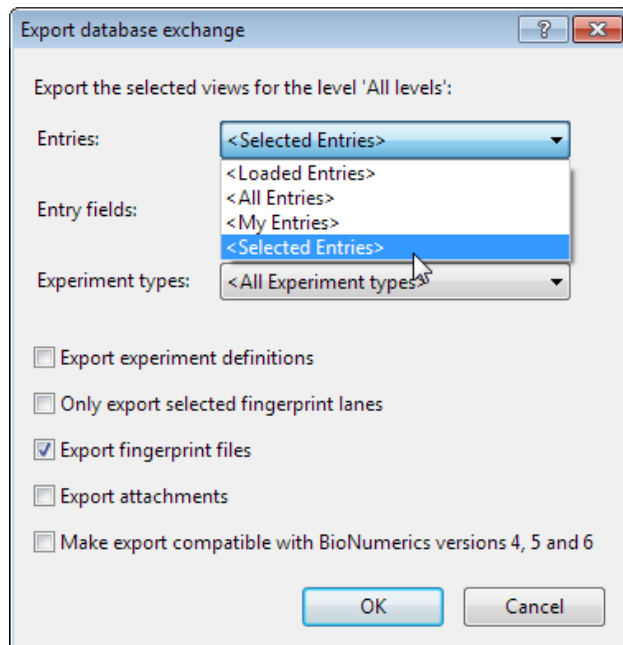 Export database exchange
Export the selected views for the level 'All levels':
Entries:
<Selected Entries>
<Loaded Entries>
<All Entries>
<My Entries>
<Selected Entries>
Entry fields:
Experiment types:
<All Experiment types>
Export experiment definitions
Only export selected fingerprint lanes
Export fingerprint files
Export attachments
Make export compatible with BioNumerics versions 4, 5 and 6
OK
Cancel